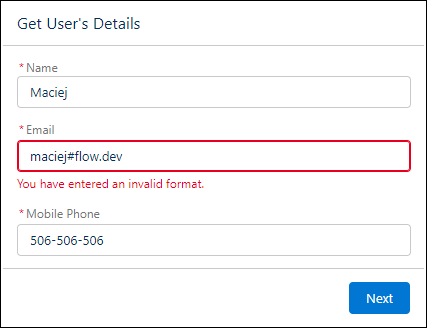 Get User's Details
* Name
Maciej
* Email
maciej#flow.dev
You have entered an invalid format.
* Mobile Phone
506-506-506
Next